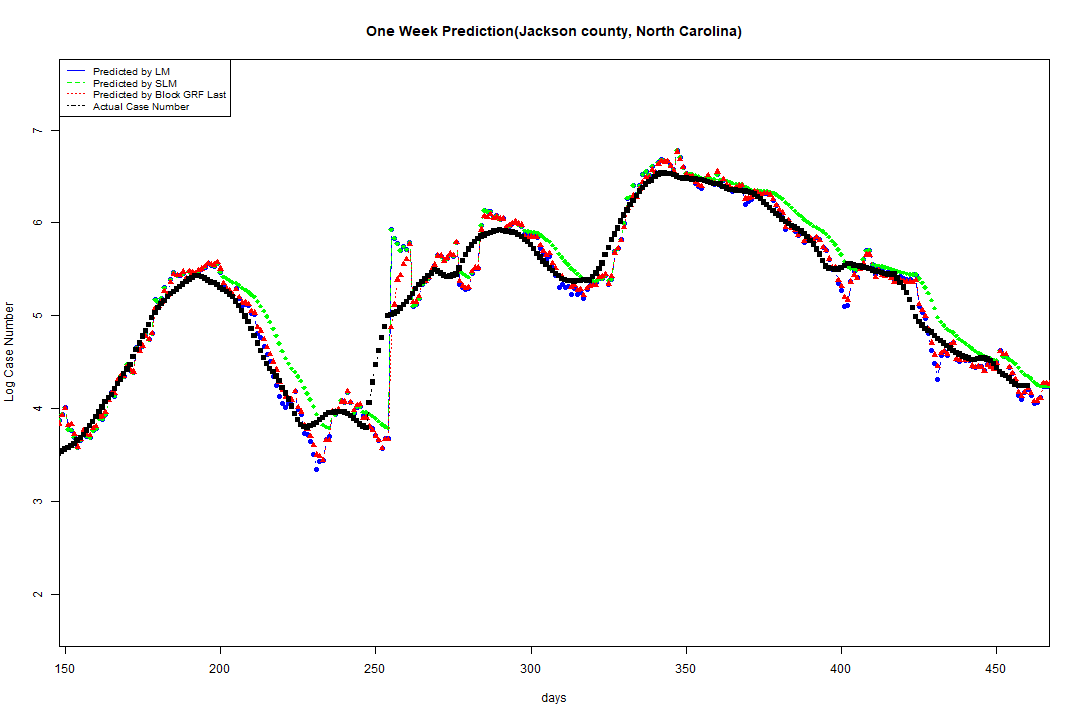 One Week Prediction(Jackson county, North Carolina)
Predicted by LM
Predicted by SLM
Predicted by Block GRF Last
Actual Case Number
Log Case Number
7
6
5
4
3
2
150 200 250 300 350 400 450
days